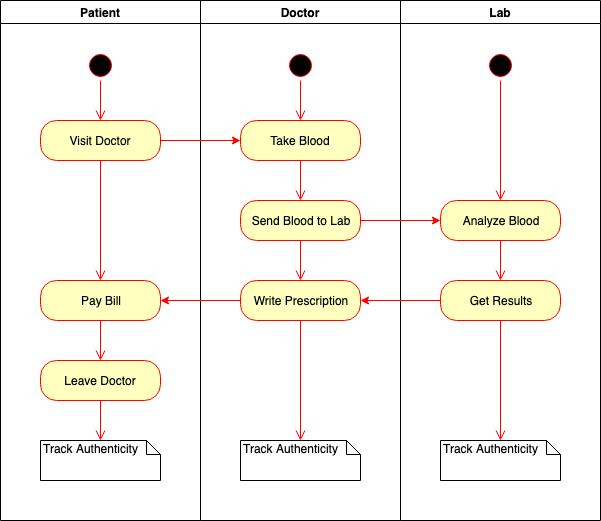 Patient
Doctor
Lab
Visit Doctor
Take Blood
Send Blood to Lab
Analyze Blood
Pay Bill
Write Prescription
Get Results
Leave Doctor
Track Authenticity
Track Authenticity
Track Authenticity